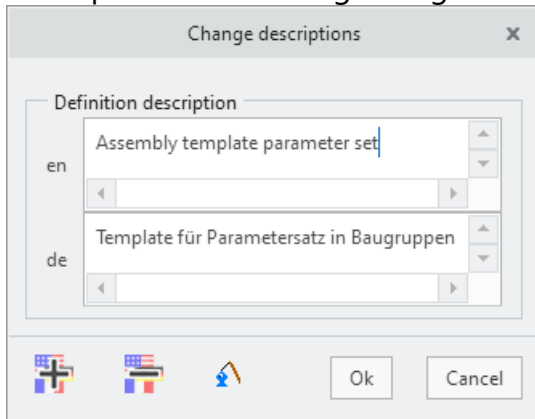 Change descriptions
Definition description
en
Assembly template parameter set
de
Template für Parametersatz in Baugruppen
Ok
Cancel